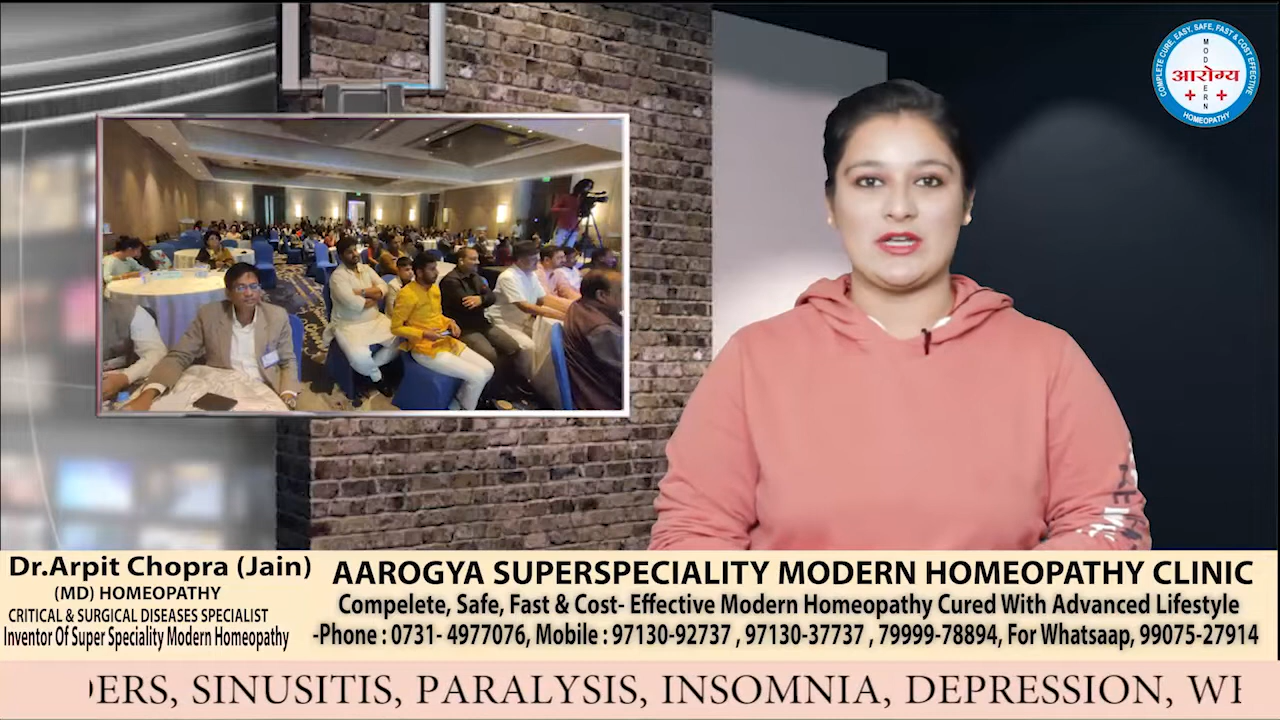 COMPLETE CURE, EASY, SAFE, FAST & COST EFFECTIVE
MODERN
आरोग्य
HOMEOPATHY
Dr.Arpit Chopra (Jain)
(MD) HOMEOPATHY
CRITICAL & SURGICAL DISEASES SPECIALIST
Inventor Of Super Speciality Modern Homeopathy
AAROGYA SUPERSPECIALITY MODERN HOMEOPATHY CLINIC
Compelete, Safe, Fast & Cost- Effective Modern Homeopathy Cured With Advanced Lifestyle
-Phone : 0731- 4977076, Mobile : 97130-92737 , 97130-37737 , 79999-78894, For Whatsaap, 99075-27914
DERS, SINUSITIS, PARALYSIS, INSOMNIA, DEPRESSION, WH